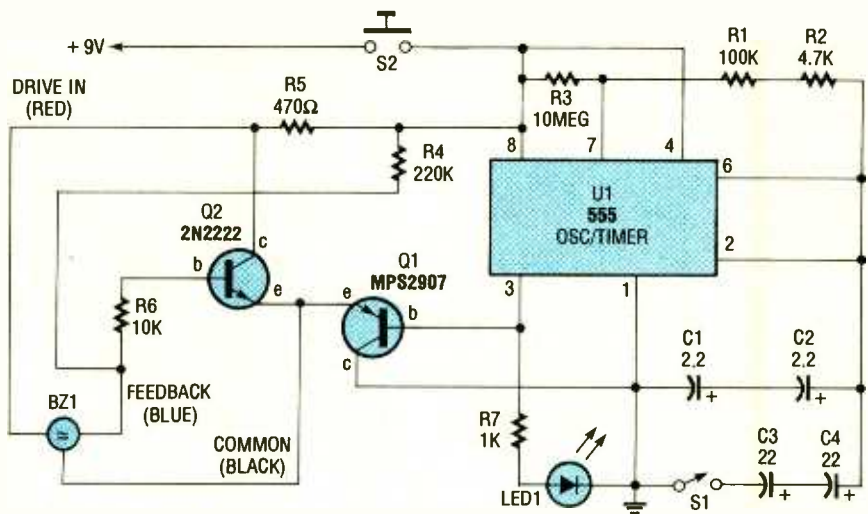 + 9V
S2
R1
100K
R2
4.7K
DRIVE IN
(RED)
R5
470Ω
R3
10MEG
R4
220K
8
7
4
6
U1
555
OSC/TIMER
2
Q2
2N2222
c
b
e
Q1
MPS2907
e
b
c
3
1
R6
10K
C1
2.2
+
C2
2.2
+
FEEDBACK
(BLUE)
BZ1
COMMON
(BLACK)
R7
1K
LED1
S1
C3
22
+
C4
22
+